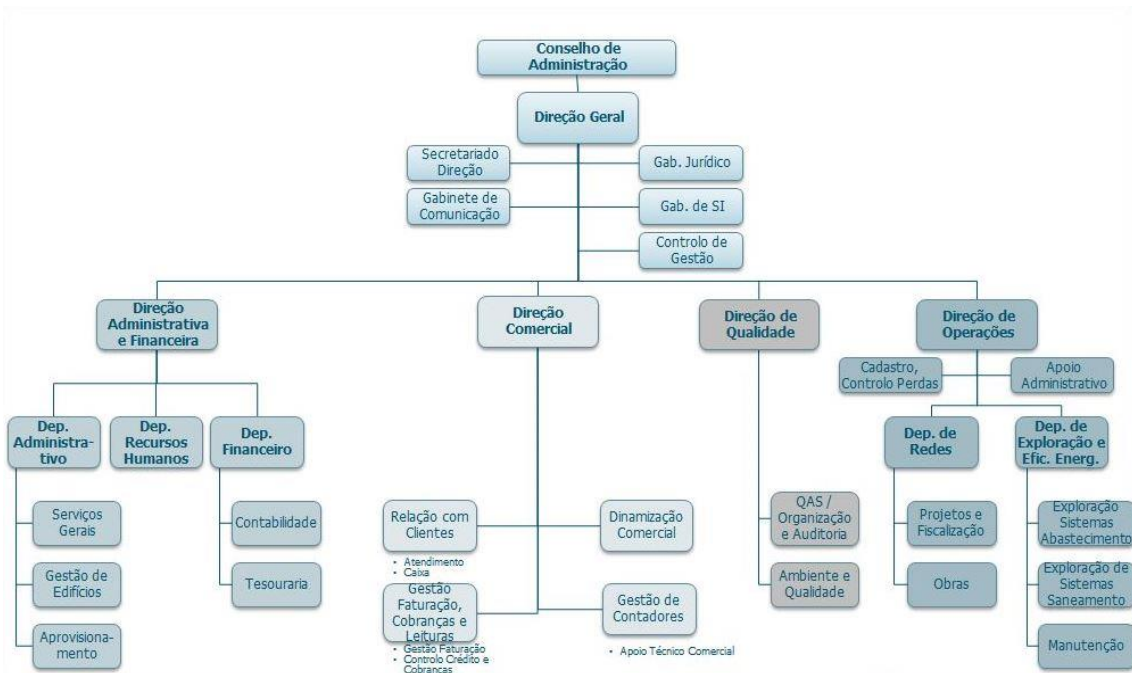 Conselho de
Administração
Direção Geral
Secretariado
Direção
Gab. Jurídico
Gabinete de
Comunicação
Gab. de SI
Controlo de
Gestão
Direção
Administrativa
e Financeira
Direção
Comercial
Direção de
Qualidade
Direção de
Operações
Cadastro,
Controlo Perdas
Apoio
Administrativo
Dep.
Administra-
tivo
Dep.
Recursos
Humanos
Dep.
Financeiro
Dep. de
Redes
Dep. de
Exploração e
Efic. Energ.
Serviços
Gerais
Contabilidade
Relação com
Clientes
• Atendimento
• Caixa
Dinamização
Comercial
QAS /
Organização
e Auditoria
Projetos e
Fiscalização
Exploração
Sistemas
Abastecimento
Gestão de
Edifícios
Tesouraria
Gestão
Faturação,
Cobranças e
Leituras
• Gestão Faturação
• Controlo Crédito e
Cobranças
Gestão de
Contadores
• Apoio Técnico Comercial
Ambiente e
Qualidade
Obras
Exploração de
Sistemas
Saneamento
Aprovisiona-
mento
Manutenção